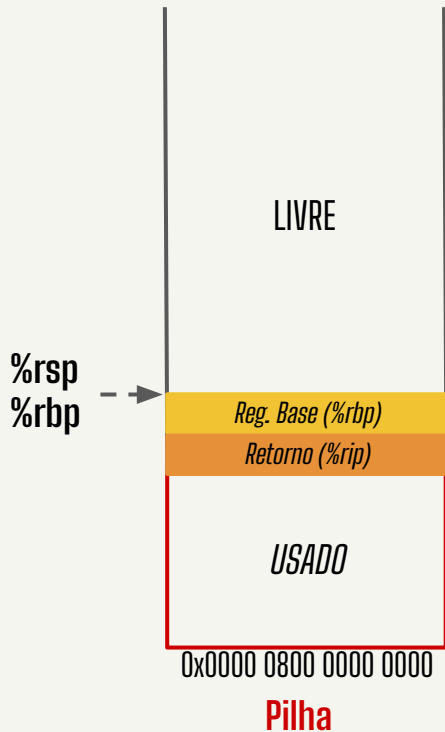 LIVRE
%rsp
%rbp
Reg. Base (%rbp)
Retorno (%rip)
USADO
0x0000 0800 0000 0000
Pilha